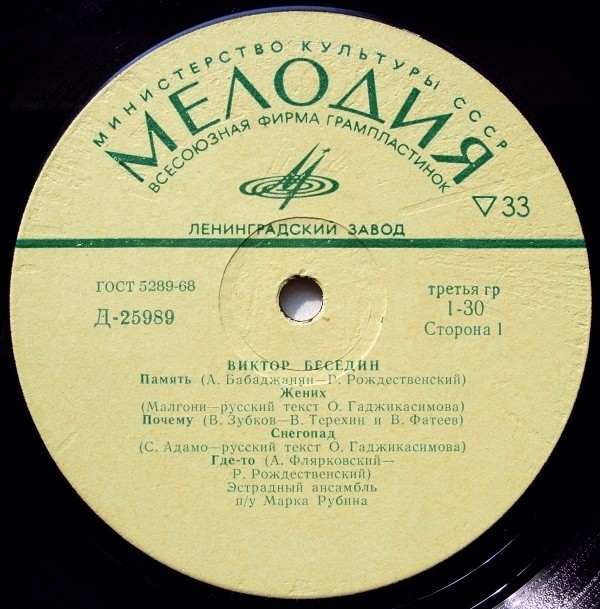 МИНИСТЕРСТВО КУЛЬТУРЫ СССР
МЕЛОДИЯ
ВСЕСОЮЗНАЯ ФИРМА ГРАМПЛАСТИНОК
▽33
ЛЕНИНГРАДСКИЙ ЗАВОД
ГОСТ 5289-68
Д-25989
третья гр
1-30
Сторона 1
ВИКТОР БЕСЕДИН
Память (А. Бабаджанян—Р. Рождественский)
Жених
(Малгони—русский текст О. Гаджикасимова)
Почему (В. Зубков—В. Терехин и В. Фатеев)
Снегопад
(С. Адамо—русский текст О. Гаджикасимова)
Где-то (А. Флярковский—
Р. Рождественский)
Эстрадный ансамбль
п/у Марка Рубина